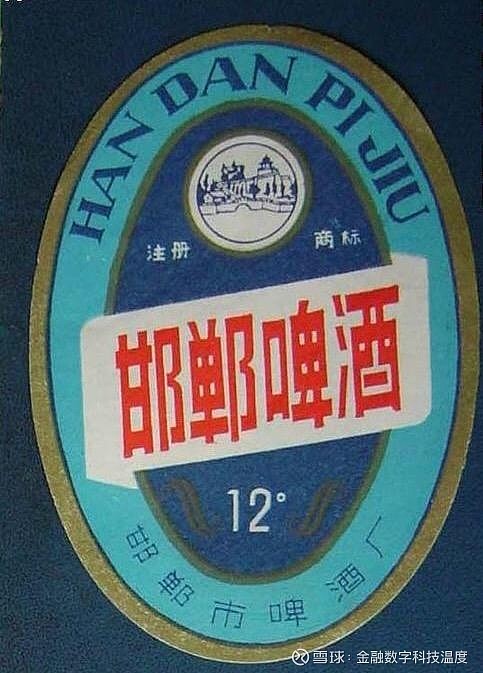 HAN DAN PI JIU
注册 商标
邯郸啤酒
12°
邯郸市啤酒厂
雪球：金融数字科技温度